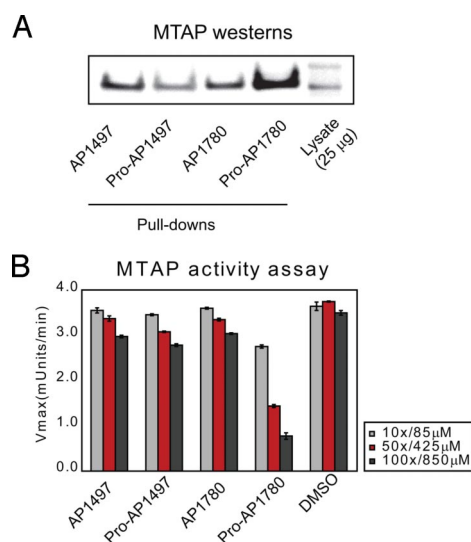 A
MTAP westerns
AP1497
Pro-AP1497
AP1780
Pro-AP1780
Lysate
(25 μg)
Pull-downs
B
MTAP activity assay
Vmax(mUnits/min)
4.0
3.0
2.0
1.0
0.0
10x/85μM
50x/425μM
100x/850μM
AP1497
Pro-AP1497
AP1780
Pro-AP1780
DMSO